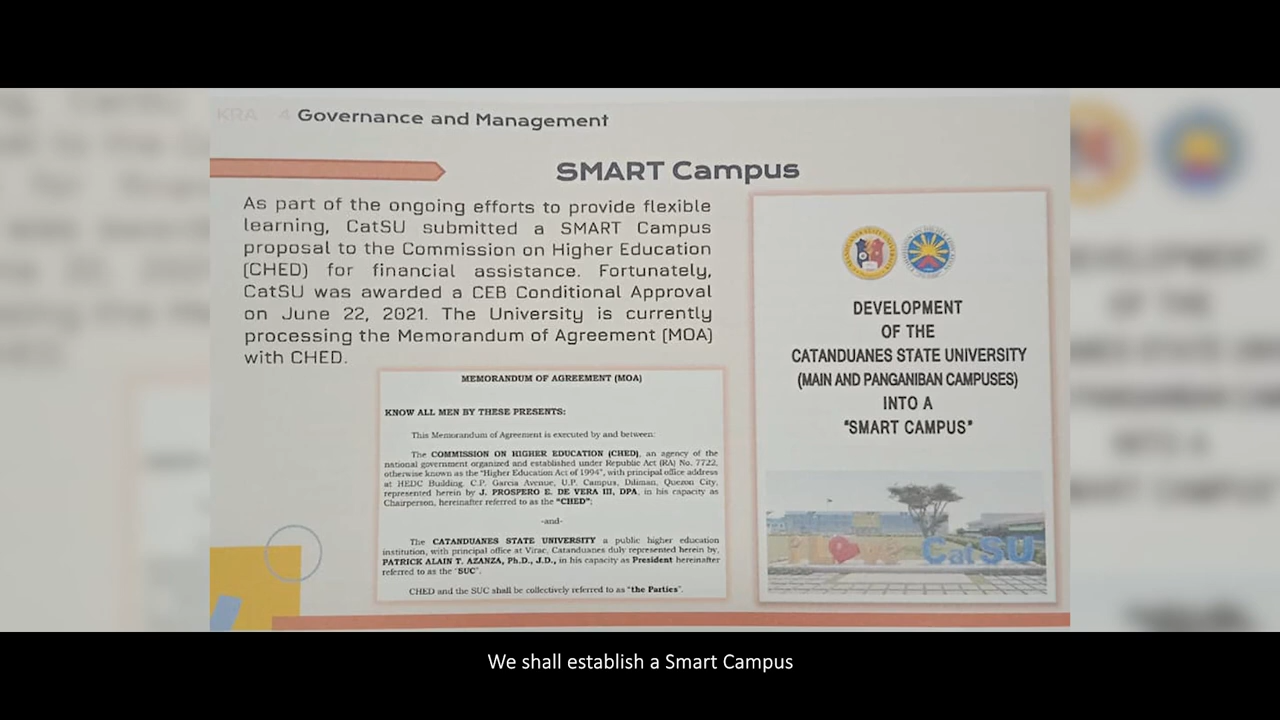 KRA 4 Governance and Management
SMART Campus
As part of the ongoing efforts to provide flexible
learning, CatSU submitted a SMART Campus
proposal to the Commission on Higher Education
(CHED) for financial assistance. Fortunately,
CatSU was awarded a CEB Conditional Approval
on June 22, 2021. The University is currently
processing the Memorandum of Agreement (MOA)
with CHED.
MEMORANDUM OF AGREEMENT (MOA)
KNOW ALL MEN BY THESE PRESENTS:
This Memorandum of Agreement is executed by and between:
The COMMISSION ON HIGHER EDUCATION (CHED), an agency of the
national government organized and established under Republic Act (RA) No. 7722,
otherwise known as the "Higher Education Act of 1994", with principal office address
at HEDC Building, C.P. Garcia Avenue, U.P. Campus, Diliman, Quezon City,
represented herein by J. PROSPERO E. DE VERA III, DPA, in his capacity as
Chairperson, hereinafter referred to as the "CHED";
-and-
The CATANDUANES STATE UNIVERSITY a public higher education
institution, with principal office at Virac, Catanduanes duly represented herein by,
PATRICK ALAIN T. AZANZA, Ph.D., J.D., in his capacity as President hereinafter
referred to as the "SUC".
CHED and the SUC shall be collectively referred to as "the Parties".
DEVELOPMENT
OF THE
CATANDUANES STATE UNIVERSITY
(MAIN AND PANGANIBAN CAMPUSES)
INTO A
"SMART CAMPUS"
CatSU
We shall establish a Smart Campus